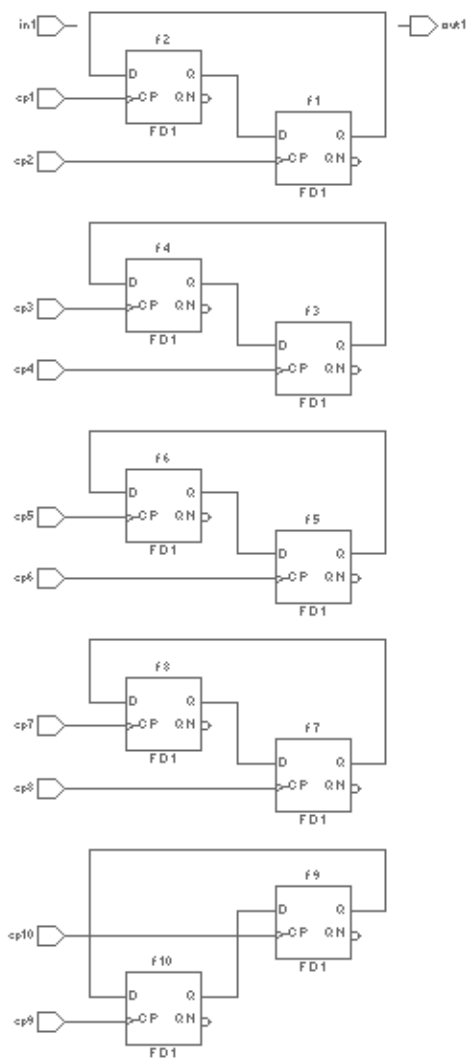 in1
out1
f2
D Q
cp1
CP QN
FD1
f1
D Q
cp2
CP QN
FD1
f4
D Q
cp3
CP QN
FD1
f3
D Q
cp4
CP QN
FD1
f6
D Q
cp5
CP QN
FD1
f5
D Q
cp6
CP QN
FD1
f8
D Q
cp7
CP QN
FD1
f7
D Q
cp8
CP QN
FD1
f9
D Q
cp10
CP QN
FD1
f10
D Q
cp9
CP QN
FD1